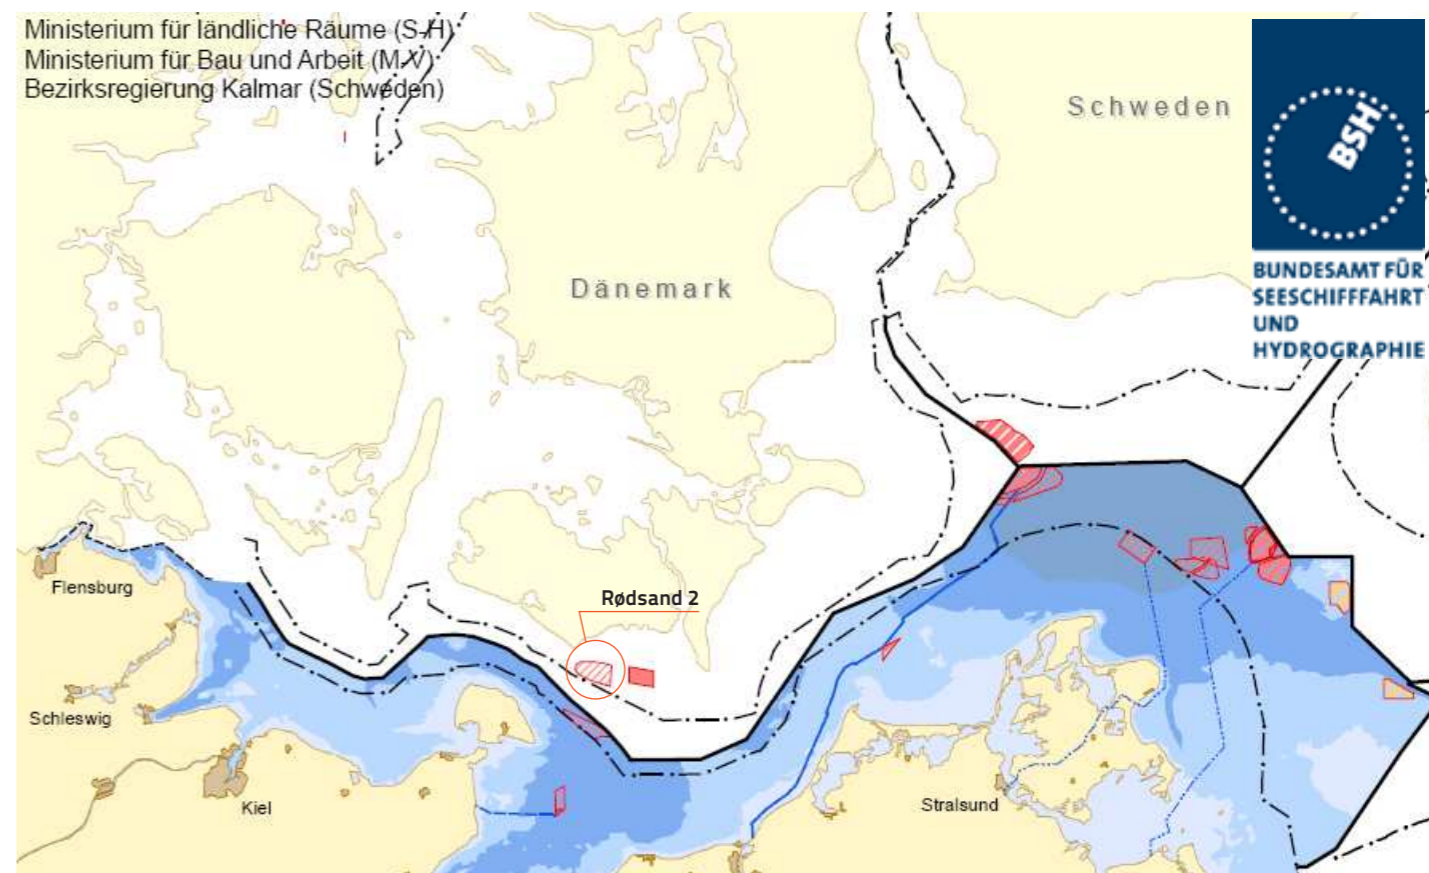 Ministerium für ländliche Räume (S-H)
Ministerium für Bau und Arbeit (M-V)
Bezirksregierung Kalmar (Schweden)
Schweden
BSH
BUNDESAMT FÜR
SEESCHIFFFAHRT
UND
HYDROGRAPHIE
Dänemark
Flensburg
Rødsand 2
Schleswig
Kiel
Stralsund